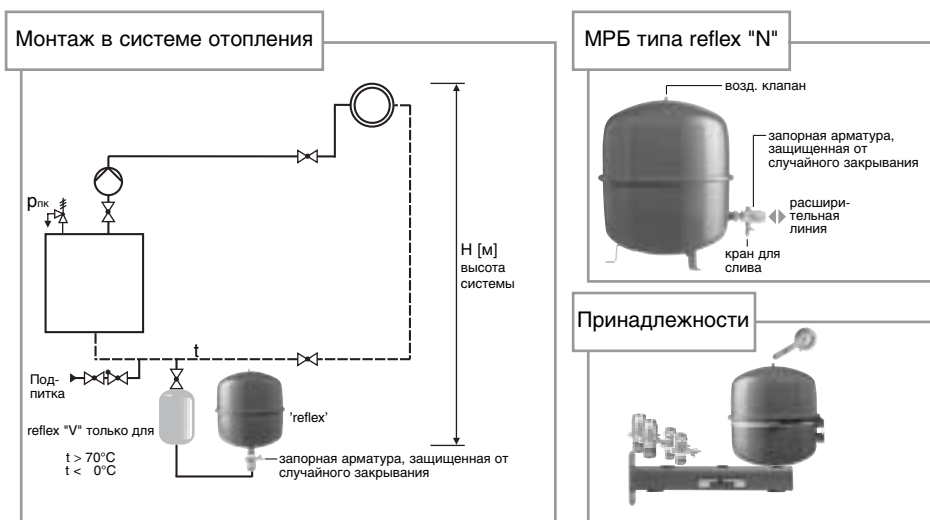 Монтаж в системе отопления
pпк
H [м]
высота
системы
t
Под-
питка
reflex "V" только для
t > 70°C
t < 0°C
'reflex'
запорная арматура, защищенная от
случайного закрывания
МРБ типа reflex "N"
возд. клапан
запорная арматура,
защищенная от
случайного закрывания
расшири-
тельная
линия
кран для
слива
Принадлежности